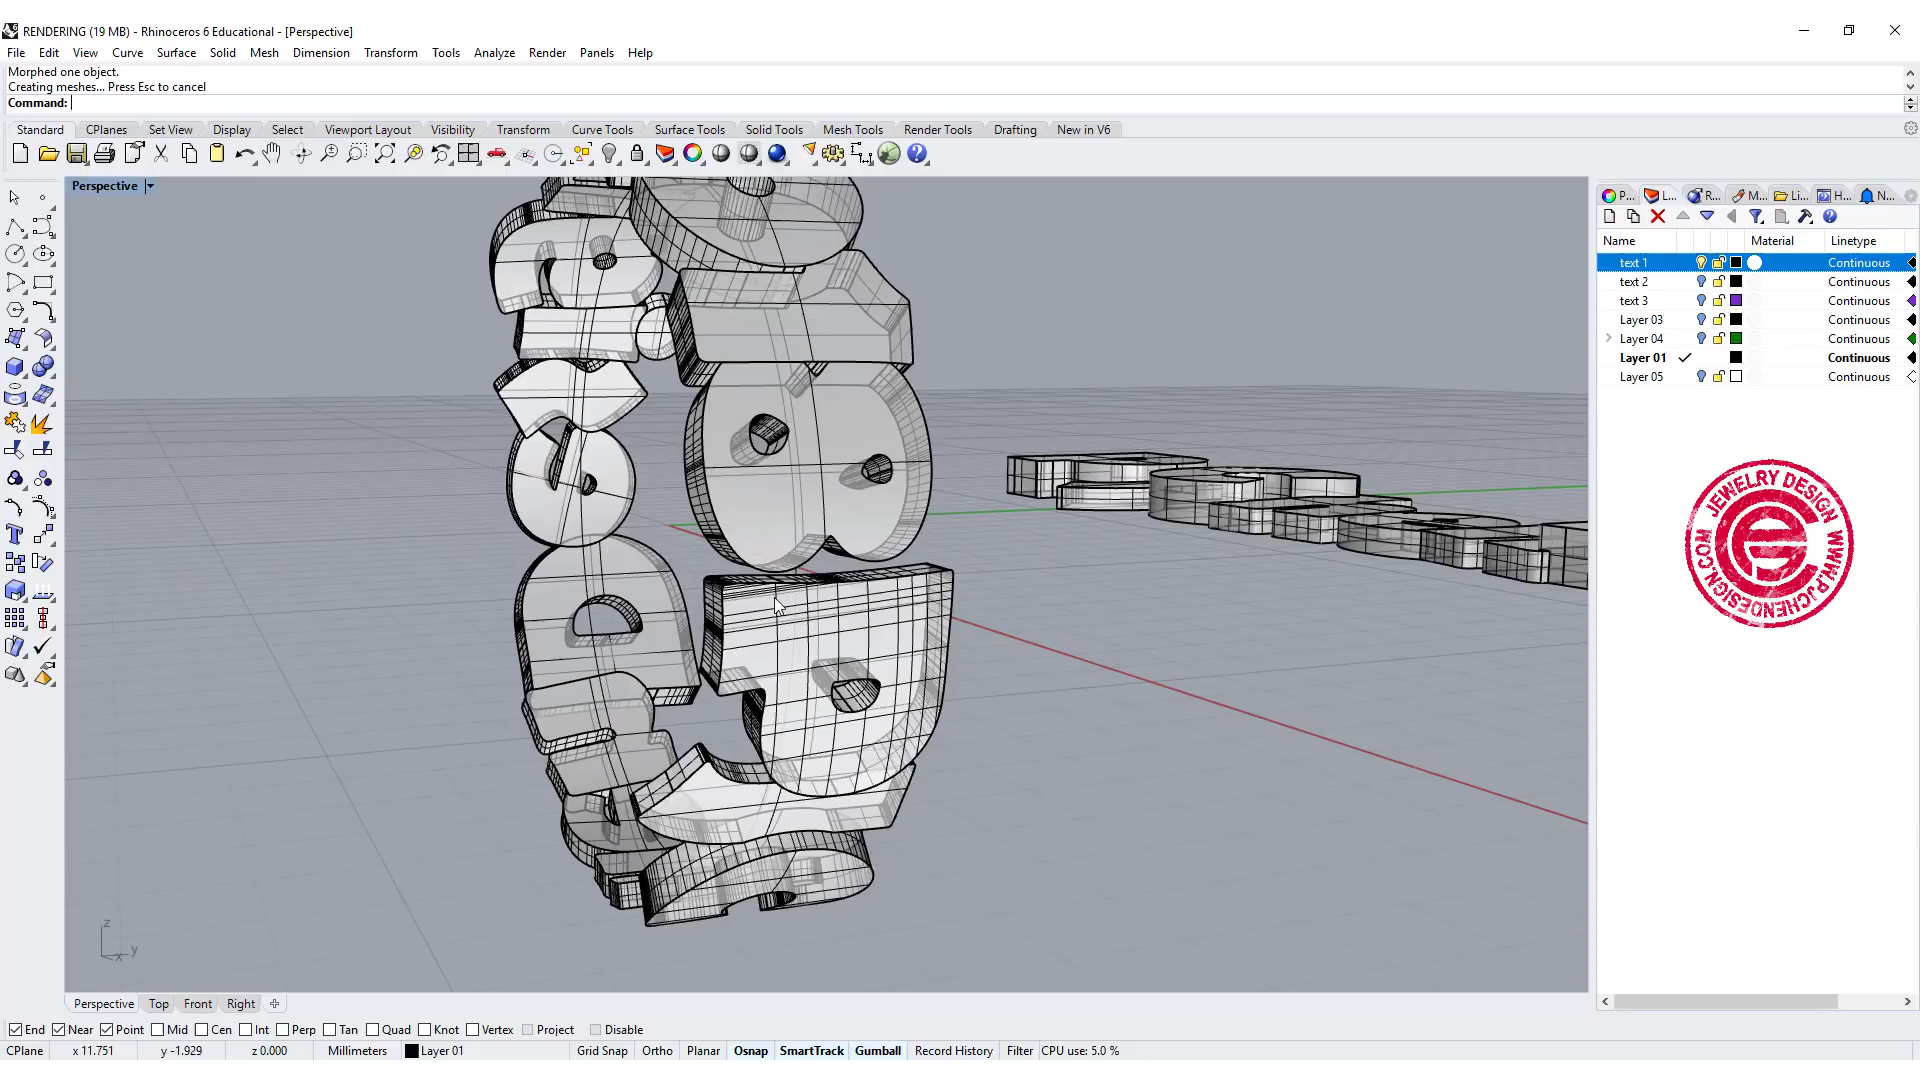 RENDERING (19 MB) - Rhinoceros 6 Educational - [Perspective]
File Edit View Curve Surface Solid Mesh Dimension Transform Tools Analyze Render Panels Help
Morphed one object.
Creating meshes... Press Esc to cancel
Command:
Standard CPlanes Set View Display Select Viewport Layout Visibility Transform Curve Tools Surface Tools Solid Tools Mesh Tools Render Tools Drafting New in V6
Perspective
P... L... R... M... Li... H... N...
Name Material Linetype
text 1 Continuous
text 2 Continuous
text 3 Continuous
Layer 03 Continuous
Layer 04 Continuous
Layer 01 Continuous
Layer 05 Continuous
JEWELRY DESIGN
WWW.PJCHENDESIGN.COM
z
y
x
Perspective Top Front Right
End Near Point Mid Cen Int Perp Tan Quad Knot Vertex Project Disable
CPlane x 11.751 y -1.929 z 0.000 Millimeters Layer 01 Grid Snap Ortho Planar Osnap SmartTrack Gumball Record History Filter CPU use: 5.0 %